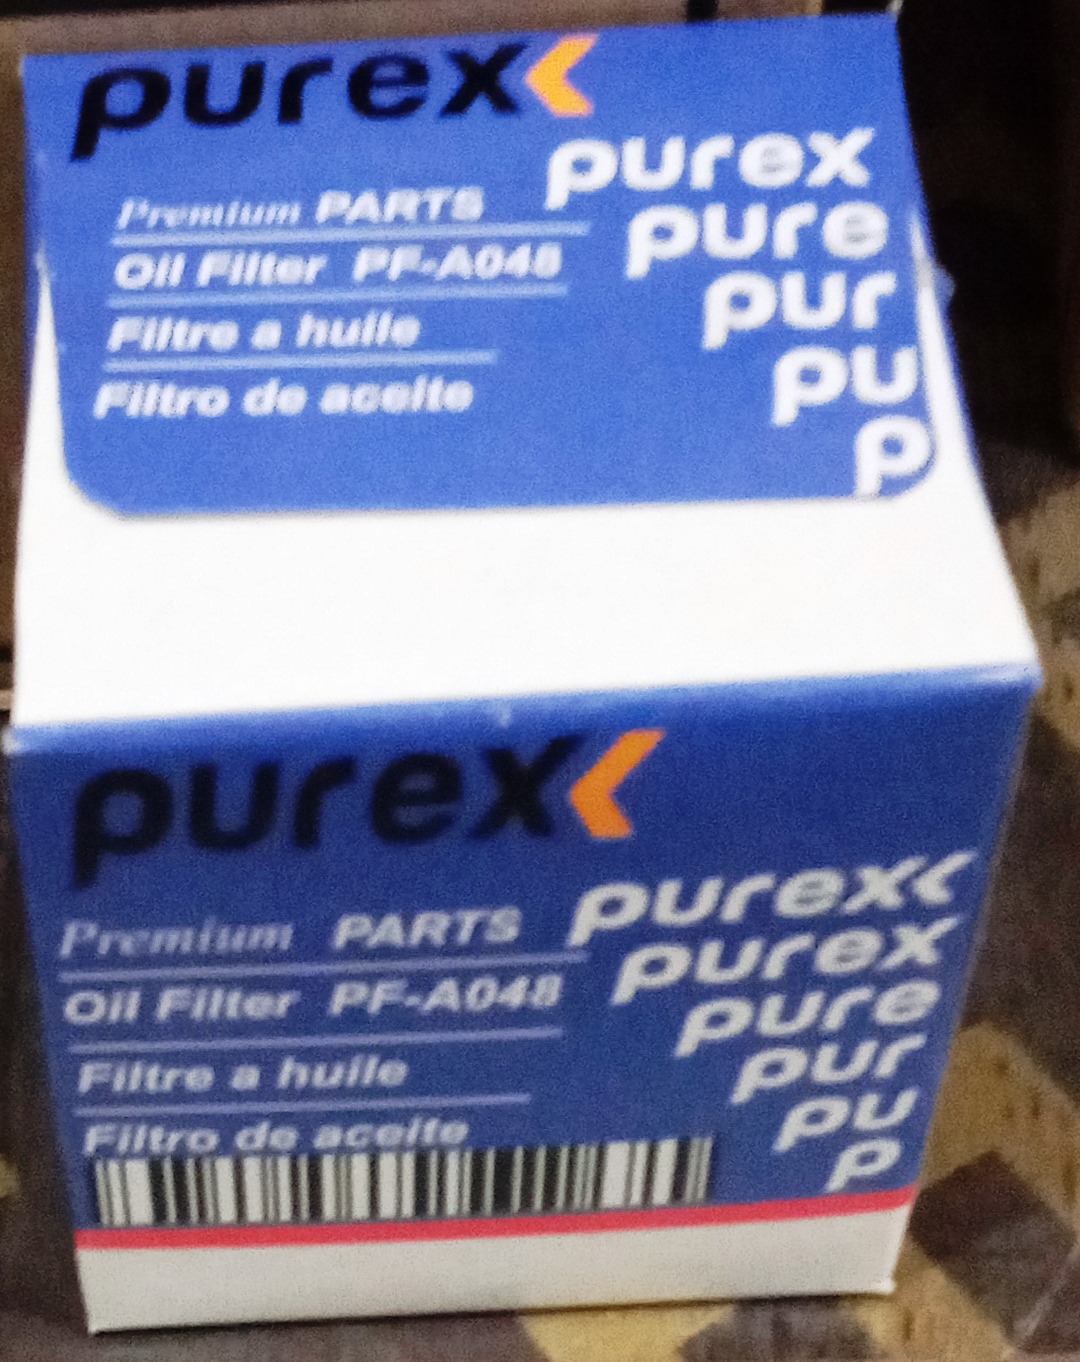 purex
purex
Premium PARTS
pure
Oil Filter PF-A048
pur
Filtre a huile
pu
Filtro de aceite
p
purex
purex
Premium PARTS
purex
Oil Filter PF-A048
pure
Filtre a huile
pur
Filtro de aceite
pu
p